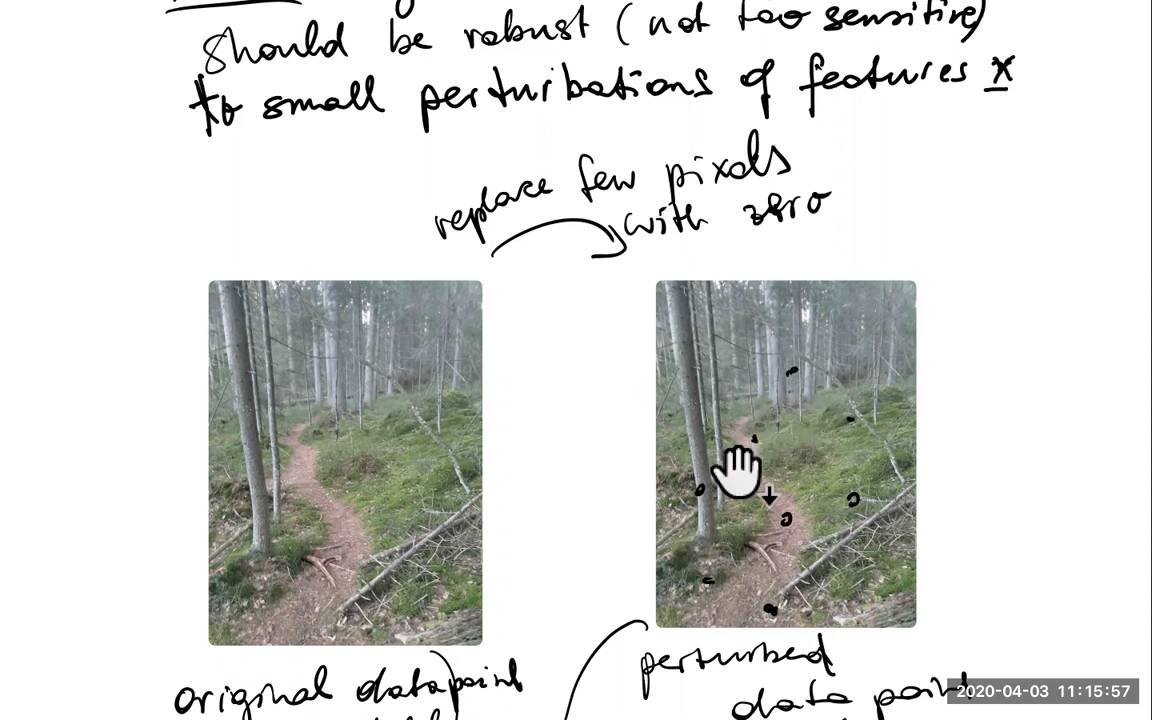 should be robust (not too sensitive)
to small perturbations of features x
replace few pixels
with zero
original datapoint
perturbed
data point
2020-04-03 11:15:57